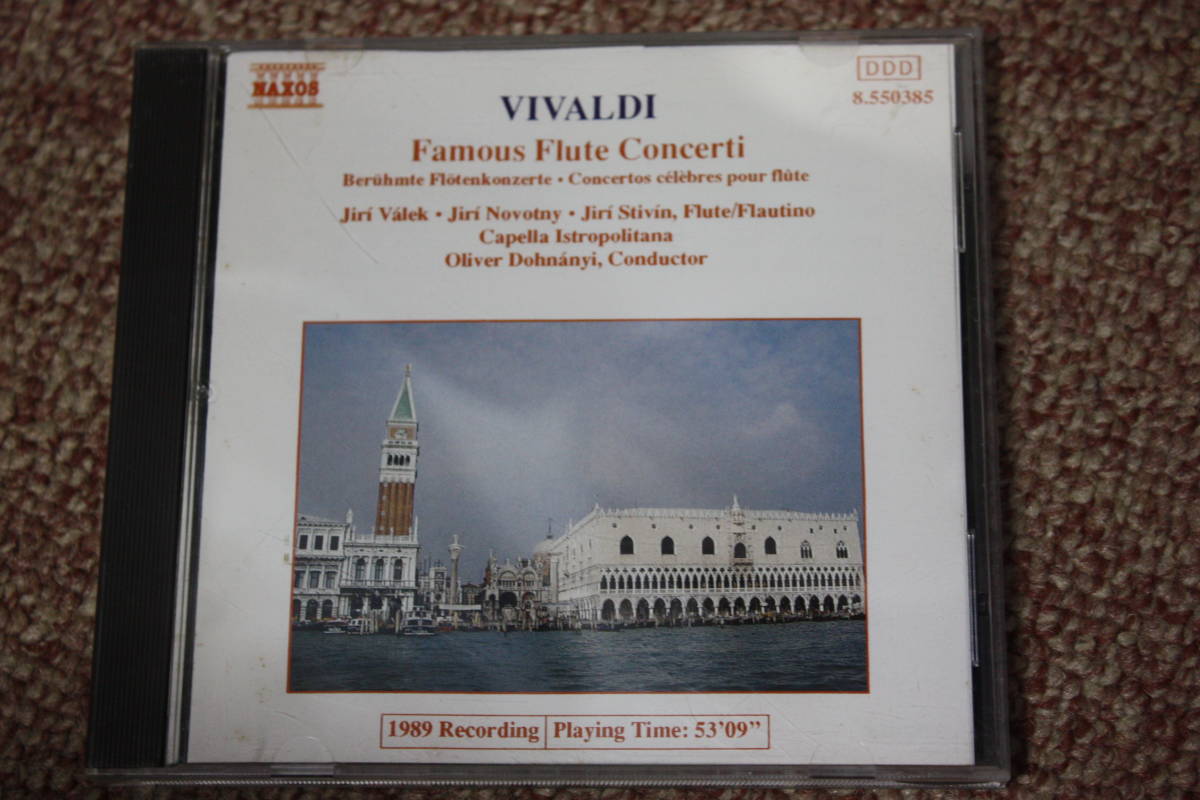 NAXOS
DDD
8.550385
VIVALDI
Famous Flute Concerti
Berühmte Flötenkonzerte • Concertos célèbres pour flûte
Jirí Válek • Jirí Novotny • Jirí Stivín, Flute/Flautino
Capella Istropolitana
Oliver Dohnányi, Conductor
1989 Recording
Playing Time: 53’09”